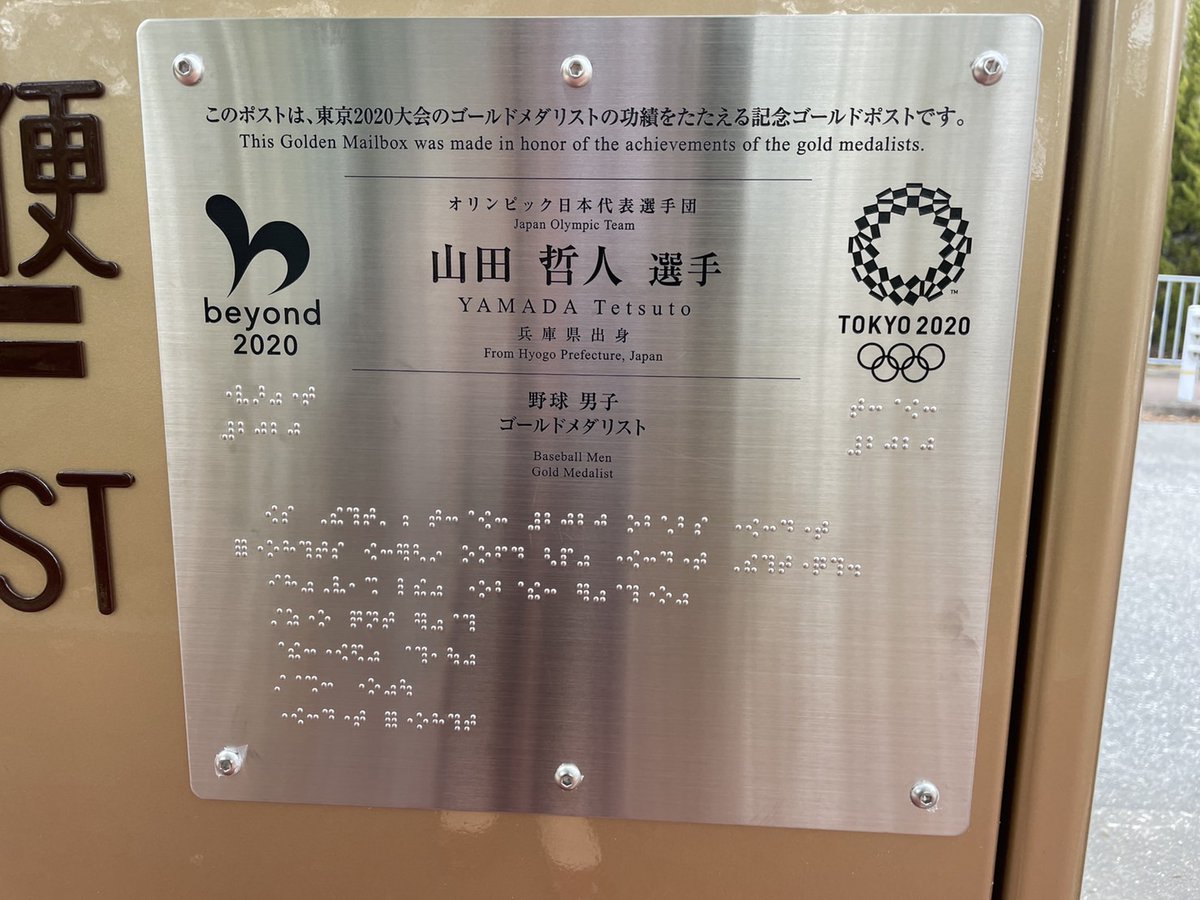 このポストは、東京2020大会のゴールドメダリストの功績をたたえる記念ゴールドポストです。
This Golden Mailbox was made in honor of the achievements of the gold medalists.
beyond
2020
オリンピック日本代表選手団
Japan Olympic Team
山田 哲人 選手
YAMADA Tetsuto
兵庫県出身
From Hyogo Prefecture, Japan
TOKYO 2020
野球 男子
ゴールドメダリスト
Baseball Men
Gold Medalist
便
ST